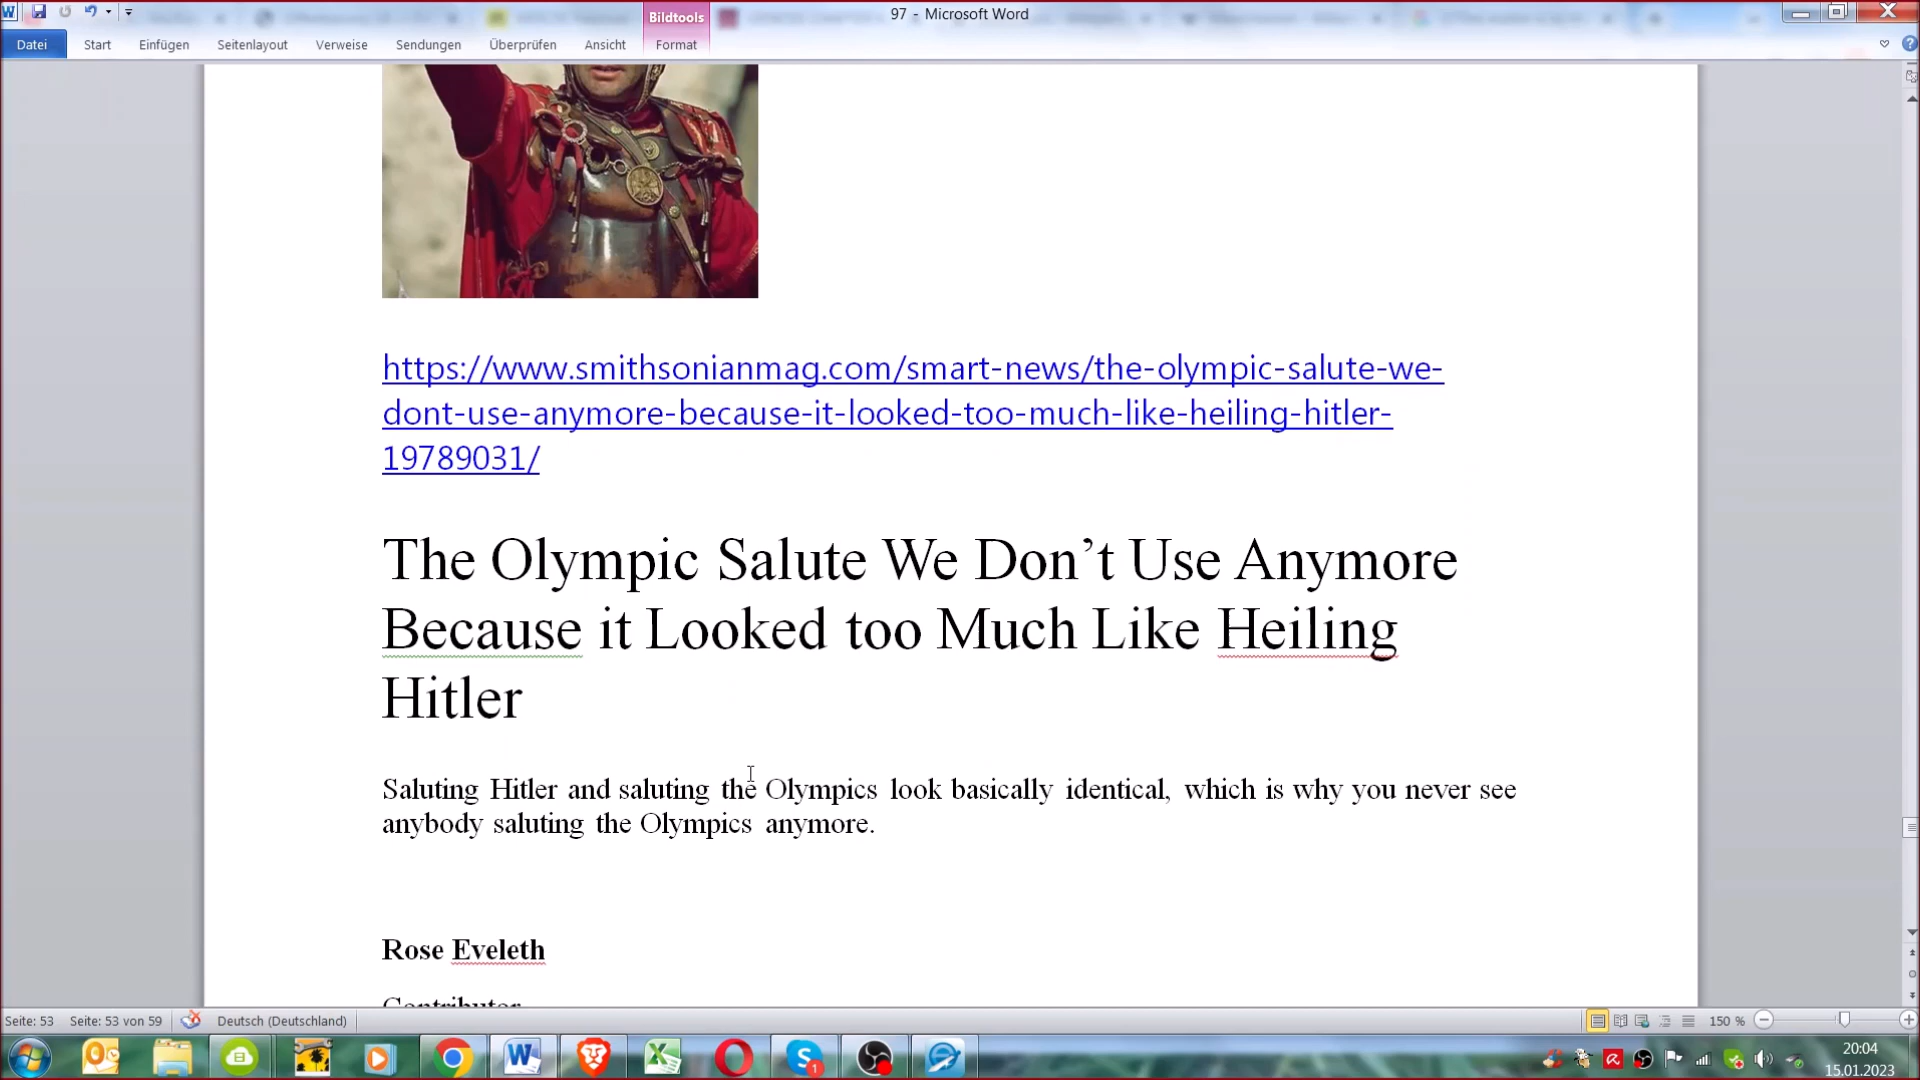 97 - Microsoft Word
Bildtools
Datei Start Einfügen Seitenlayout Verweise Sendungen Überprüfen Ansicht Format
https://www.smithsonianmag.com/smart-news/the-olympic-salute-we-
dont-use-anymore-because-it-looked-too-much-like-heiling-hitler-
19789031/
The Olympic Salute We Don’t Use Anymore
Because it Looked too Much Like Heiling
Hitler
Saluting Hitler and saluting the Olympics look basically identical, which is why you never see
anybody saluting the Olympics anymore.
Rose Eveleth
Contributor
Seite: 53 Seite: 53 von 59 Deutsch (Deutschland) 150 %
20:04
15.01.2023